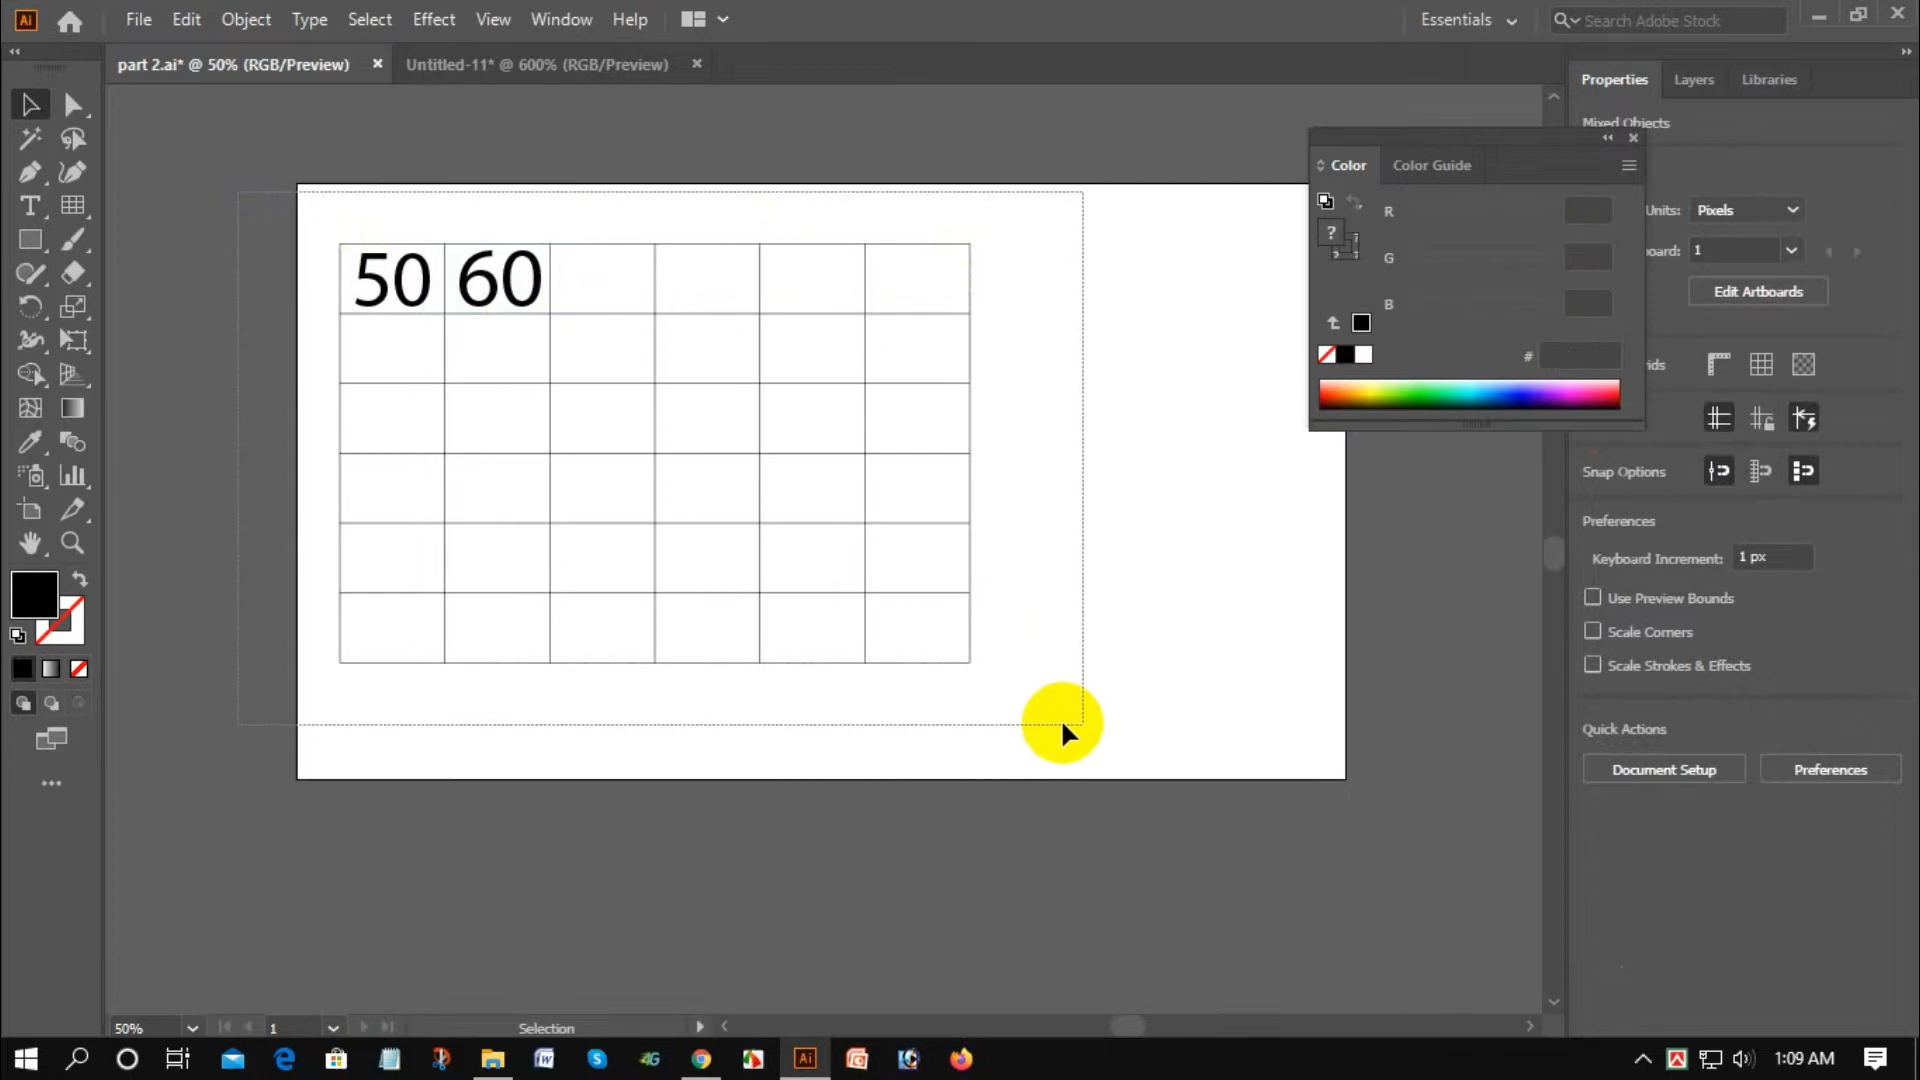 Ai File Edit Object Type Select Effect View Window Help Essentials Search Adobe Stock
part 2.ai* @ 50% (RGB/Preview) Untitled-11* @ 600% (RGB/Preview)
Properties Layers Libraries
Mixed Objects
Color Color Guide
R
G
B
#
?
Units: Pixels
board: 1
Edit Artboards
ids
Snap Options
Preferences
Keyboard Increment: 1 px
Use Preview Bounds
Scale Corners
Scale Strokes & Effects
Quick Actions
Document Setup Preferences
50 60
50% 1 Selection
1:09 AM